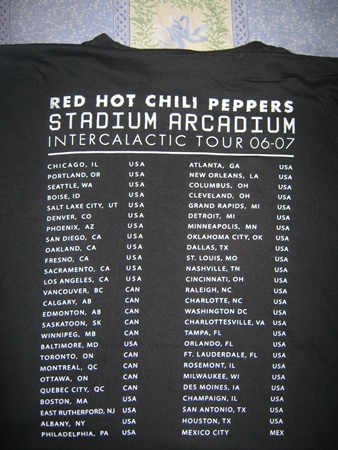 RED HOT CHILI PEPPERS
STADIUM ARCADIUM
INTERCALACTIC TOUR 06-07
CHICAGO, IL USA
PORTLAND, OR USA
SEATTLE, WA USA
BOISE, ID USA
SALT LAKE CITY, UT USA
DENVER, CO USA
PHOENIX, AZ USA
SAN DIEGO, CA USA
OAKLAND, CA USA
FRESNO, CA USA
SACRAMENTO, CA USA
LOS ANGELES, CA USA
VANCOUVER, BC CAN
CALGARY, AB CAN
EDMONTON, AB CAN
SASKATOON, SK CAN
WINNIPEG, MB CAN
BALTIMORE, MD USA
TORONTO, ON CAN
MONTREAL, QC CAN
OTTAWA, ON CAN
QUEBEC CITY, QC CAN
BOSTON, MA USA
EAST RUTHERFORD, NJ USA
ALBANY, NY USA
PHILADELPHIA, PA USA
ATLANTA, GA USA
NEW ORLEANS, LA USA
COLUMBUS, OH USA
CLEVELAND, OH USA
GRAND RAPIDS, MI USA
DETROIT, MI USA
MINNEAPOLIS, MN USA
OKLAHOMA CITY, OK USA
DALLAS, TX USA
ST. LOUIS, MO USA
NASHVILLE, TN USA
CINCINNATI, OH USA
RALEIGH, NC USA
CHARLOTTE, NC USA
WASHINGTON DC USA
CHARLOTTESVILLE, VA USA
TAMPA, FL USA
ORLANDO, FL USA
FT. LAUDERDALE, FL USA
ROSEMONT, IL USA
MILWAUKEE, WI USA
DES MOINES, IA USA
CHAMPAIGN, IL USA
SAN ANTONIO, TX USA
HOUSTON, TX USA
MEXICO CITY MEX